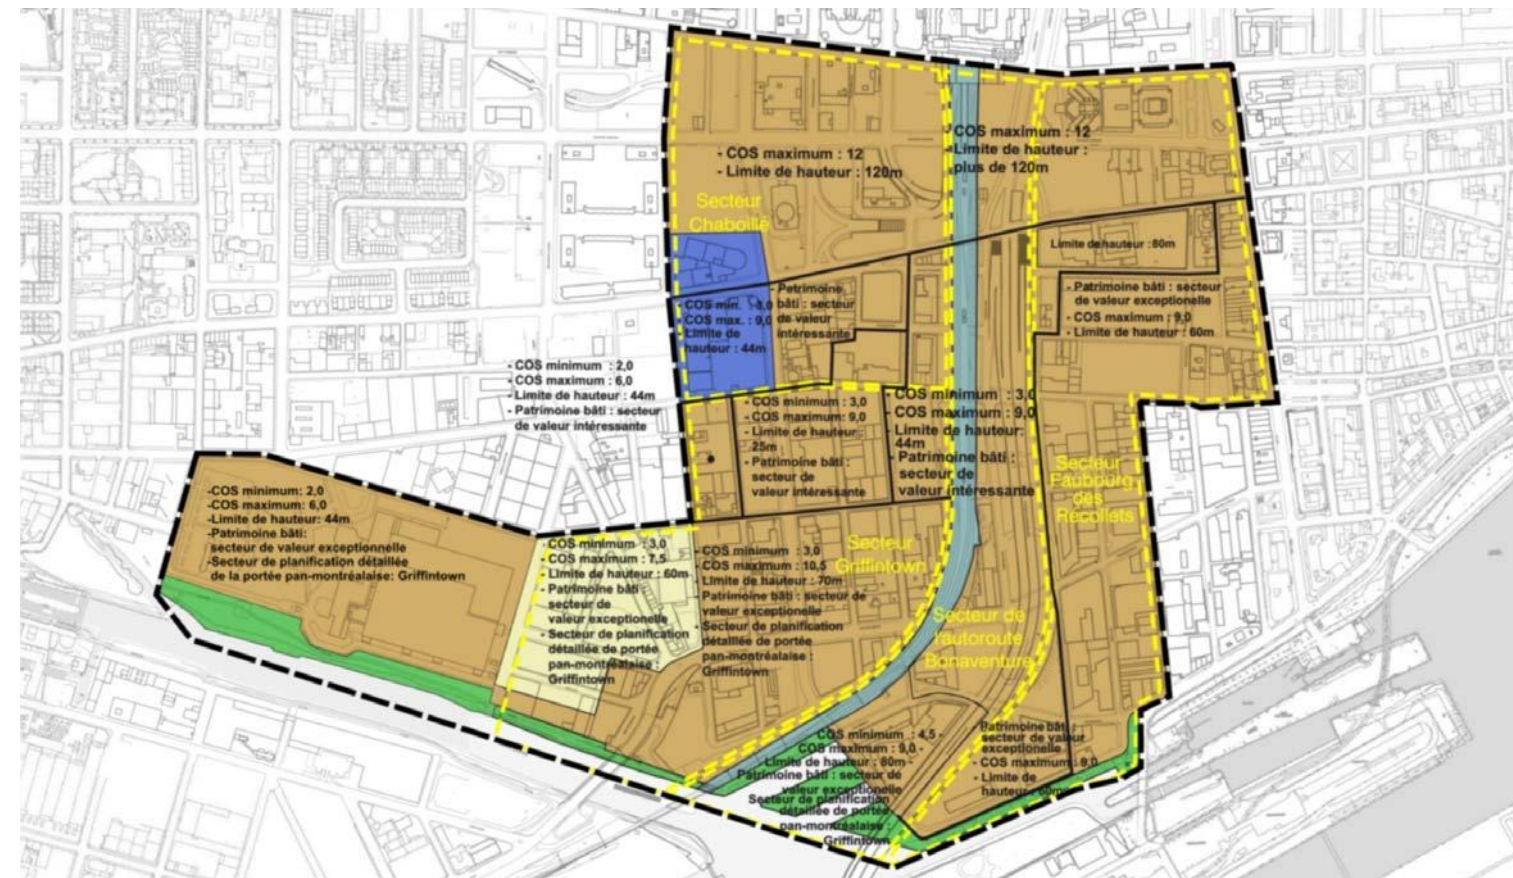 - COS maximum : 12
- Limite de hauteur : 120m
COS maximum : 12
- Limite de hauteur :
plus de 120m
Secteur
Chaboillé
Limite de hauteur : 80m
- Patrimoine
bâti : secteur
de valeur
intéressante
- COS min. : 3,0
- COS max. : 9,0
- Limite de
hauteur : 44m
- Patrimoine bâti : secteur
de valeur exceptionelle
- COS maximum : 9,0
- Limite de hauteur : 60m
- COS minimum : 2,0
- COS maximum : 6,0
- Limite de hauteur : 44m
- Patrimoine bâti : secteur
de valeur intéressante
- COS minimum : 3,0
- COS maximum: 9,0
- Limite de hauteur :
25m
- Patrimoine bâti :
secteur de
valeur intéressante
- COS minimum : 3,0
- COS maximum : 9,0
- Limite de hauteur:
44m
- Patrimoine bâti :
secteur de
valeur intéressante
Secteur
Faubourg
des
Récollets
-COS minimum: 2,0
-COS maximum: 6,0
-Limite de hauteur: 44m
-Patrimoine bâti:
secteur de valeur exceptionnelle
-Secteur de planification détaillée
de la portée pan-montréalaise: Griffintown
- COS minimum : 3,0
- COS maximum : 7,5
- Limite de hauteur : 60m
- Patrimoine bâti :
secteur de
valeur exceptionelle
- Secteur de planification
détaillée de portée
pan-montréalaise :
Griffintown
- COS minimum : 3,0
COS maximum : 10,5
Limite de hauteur : 70m
Patrimoine bâti : secteur de
valeur exceptionelle
- Secteur de planification
détaillée de portée
pan-montréalaise :
Griffintown
Secteur
Griffintown
Secteur de
l'autoroute
Bonaventure
COS minimum : 4,5 -
COS maximum : 9,0 -
Limite de hauteur : 80m -
Patrimoine bâti : secteur de
valeur exceptionelle
Secteur de planification
détaillée de portée
pan-montréalaise :
Griffintown
Patrimoine bâti :
secteur de valeur
exceptionelle
- COS maximum : 9,0
- Limite de
hauteur : 60m